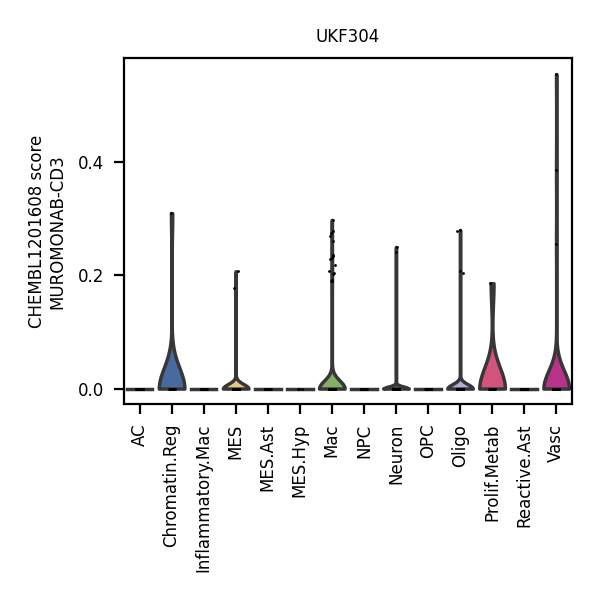 UKF304
CHEMBL1201608 score
MUROMONAB-CD3
0.4
0.2
0.0
AC
Chromatin.Reg
Inflammatory.Mac
MES
MES.Ast
MES.Hyp
Mac
NPC
Neuron
OPC
Oligo
Prolif.Metab
Reactive.Ast
Vasc